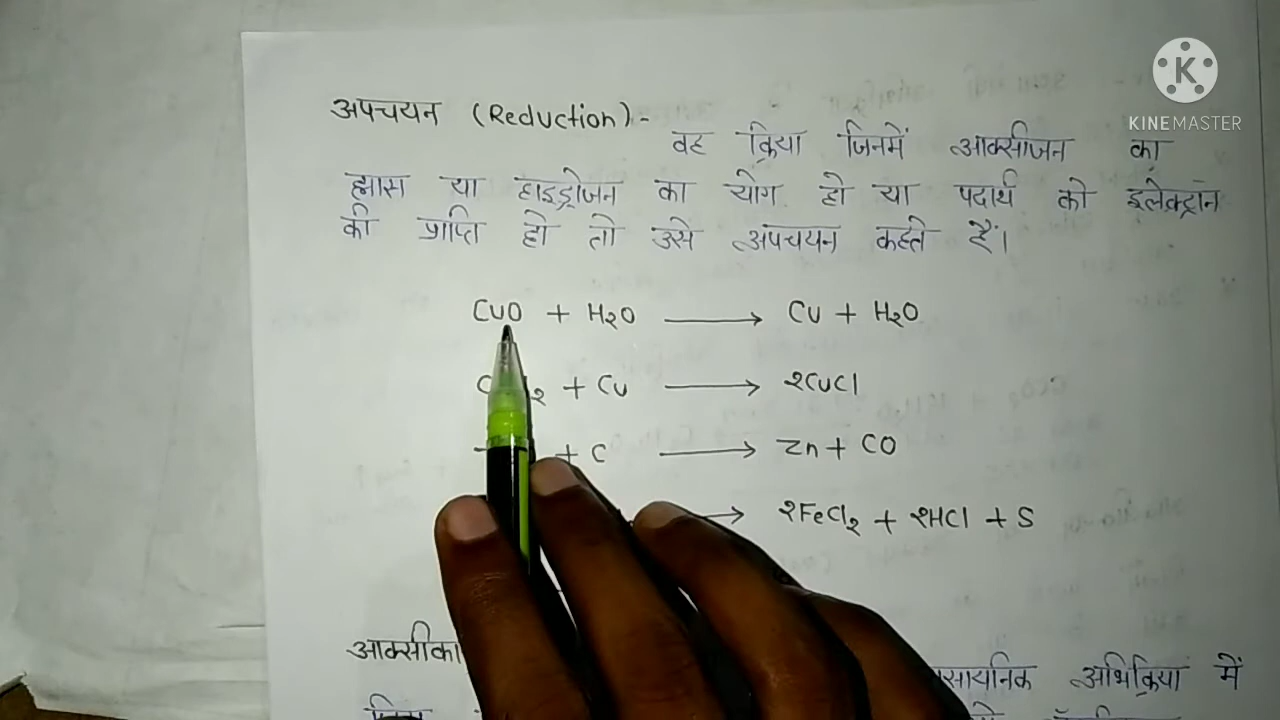 KINEMASTER
अपचयन (Reduction) -
वह क्रिया जिनमें आक्सीजन का
ह्मास या हाइड्रोजन का योग हो या पदार्थ को इलेक्ट्रान
की प्राप्ति हो तो उसे अपचयन कहते हैं।
CuO + H₂O ⟶ Cu + H₂O
+ Cu ⟶ 2CuCl
+ C ⟶ Zn + CO
⟶ 2FeCl₂ + 2HCl + S
आक्सीका
अभिक्रिया में